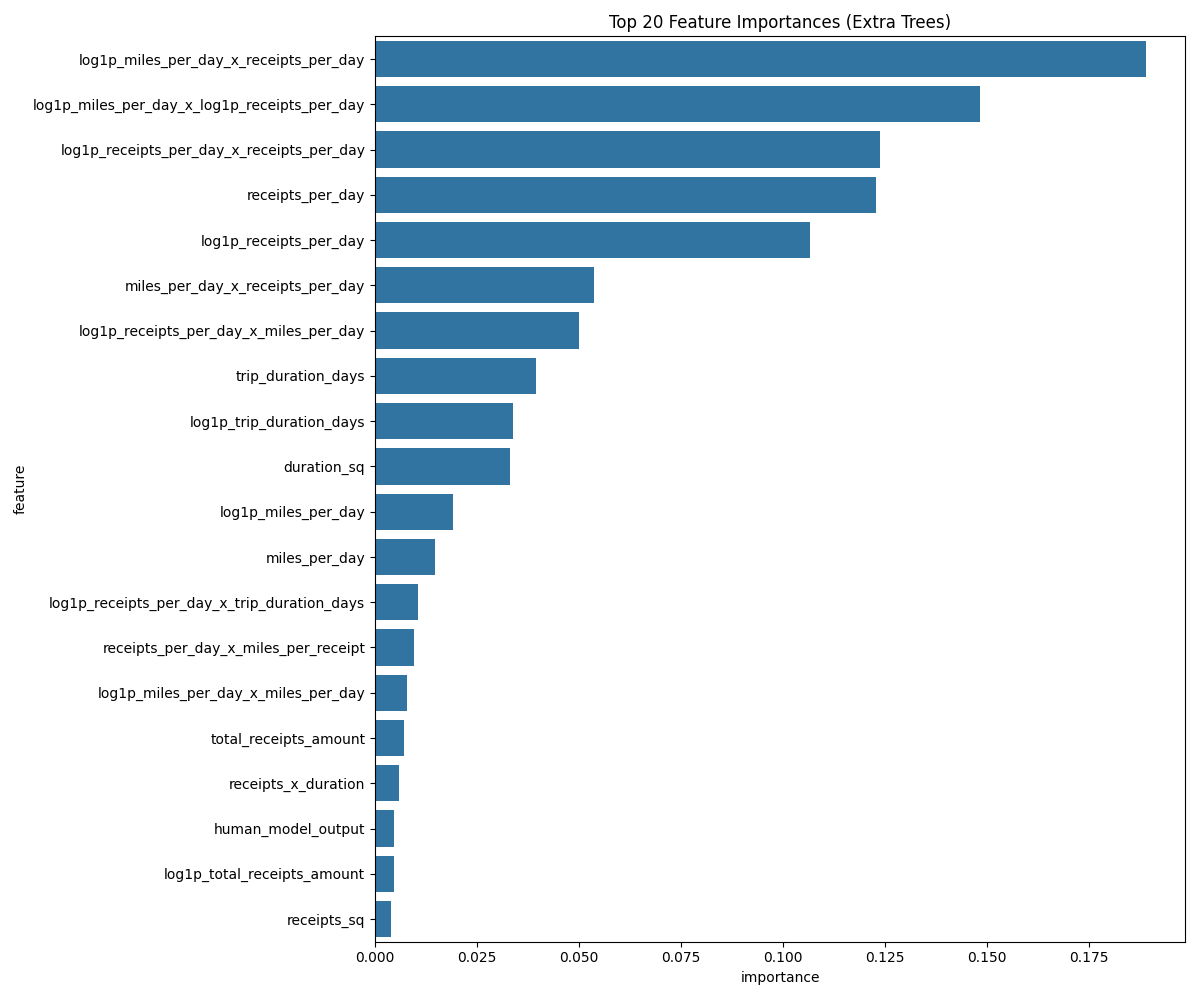 Top 20 Feature Importances (Extra Trees)
log1p_miles_per_day_x_receipts_per_day
log1p_miles_per_day_x_log1p_receipts_per_day
log1p_receipts_per_day_x_receipts_per_day
receipts_per_day
log1p_receipts_per_day
miles_per_day_x_receipts_per_day
log1p_receipts_per_day_x_miles_per_day
trip_duration_days
log1p_trip_duration_days
duration_sq
log1p_miles_per_day
miles_per_day
log1p_receipts_per_day_x_trip_duration_days
receipts_per_day_x_miles_per_receipt
log1p_miles_per_day_x_miles_per_day
total_receipts_amount
receipts_x_duration
human_model_output
log1p_total_receipts_amount
receipts_sq
feature
0.000 0.025 0.050 0.075 0.100 0.125 0.150 0.175
importance